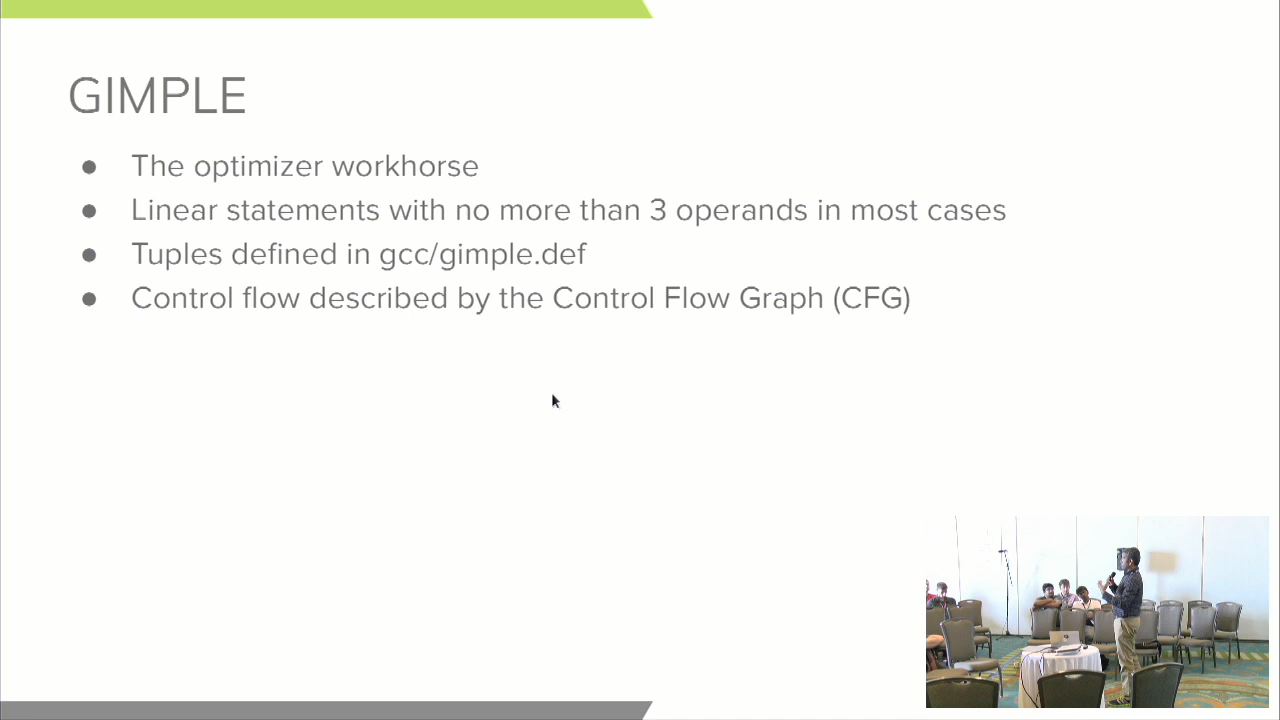 GIMPLE
● The optimizer workhorse
● Linear statements with no more than 3 operands in most cases
● Tuples defined in gcc/gimple.def
● Control flow described by the Control Flow Graph (CFG)